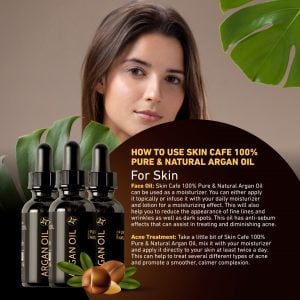 HOW TO USE SKIN CAFE 100%
PURE & NATURAL ARGAN OIL
For Skin
Face Oil: Skin Cafe 100% Pure & Natural Argan Oil
can be used as a moisturizer. You can either apply
it topically or infuse it with your daily moisturizer
and lotion for a moisturizing effect. This will also
help you to reduce the appearance of fine lines and
wrinkles as well as dark spots. This oil has anti-sebum
effects that can assist in treating and diminishing acne.
Acne Treatment: Take a little bit of Skin Cafe 100%
Pure & Natural Argan Oil, mix it with your moisturizer
and apply it directly to your skin at least twice a day.
This can help to treat several different types of acne
and promote a smoother, calmer complexion.
ARGAN OIL
ARGAN OIL
ARGAN OIL